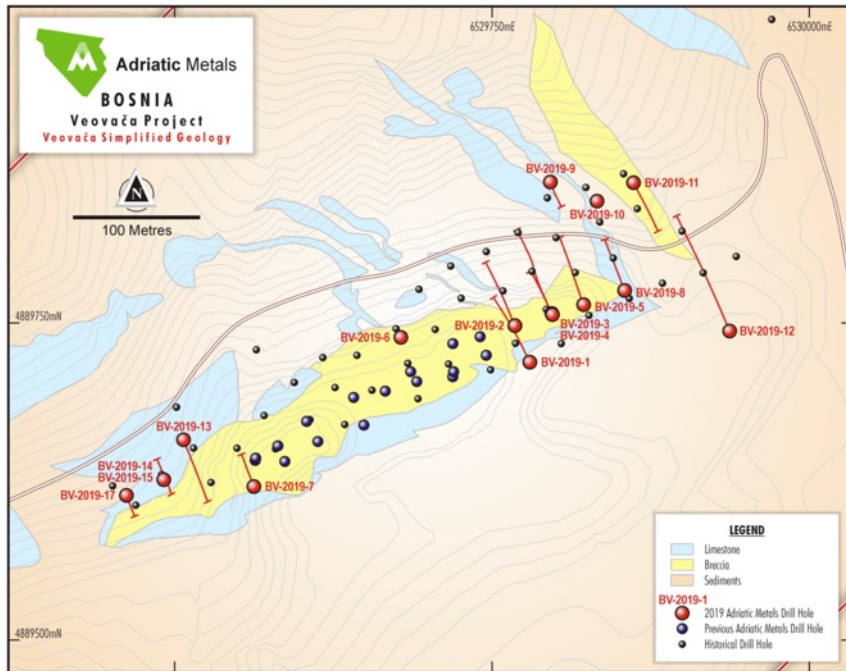 6529750mE
6530000mE
Adriatic Metals
BOSNIA
Veovača Project
Veovača Simplified Geology
N
100 Metres
BV-2019-9
BV-2019-11
BV-2019-10
BV-2019-8
BV-2019-5
4889750mN
BV-2019-6
BV-2019-2
BV-2019-3
BV-2019-4
BV-2019-12
BV-2019-1
BV-2019-13
BV-2019-14
BV-2019-15
BV-2019-17
BV-2019-7
LEGEND
Limestone
Breccia
Sediments
BV-2019-1
2019 Adriatic Metals Drill Hole
Previous Adriatic Metals Drill Hole
Historical Drill Hole
4889500mN